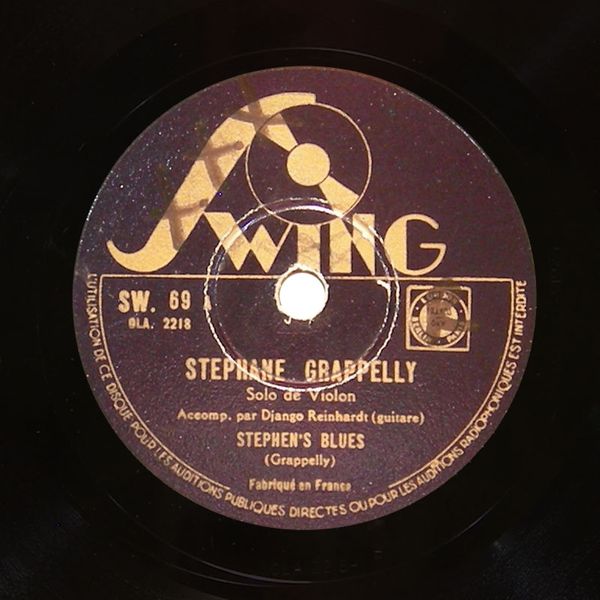 SWING
SW. 69 A
OLA. 2218
STEPHANE GRAPPELLY
Solo de Violon
Accomp. par Django Reinhardt (guitare)
STEPHEN'S BLUES
(Grappelly)
Fabriqué en France
L'UTILISATION DE CE DISQUE POUR LES AUDITIONS PUBLIQUES DIRECTES OU POUR LES AUDITIONS RADIOPHONIQUES EST INTERDITE